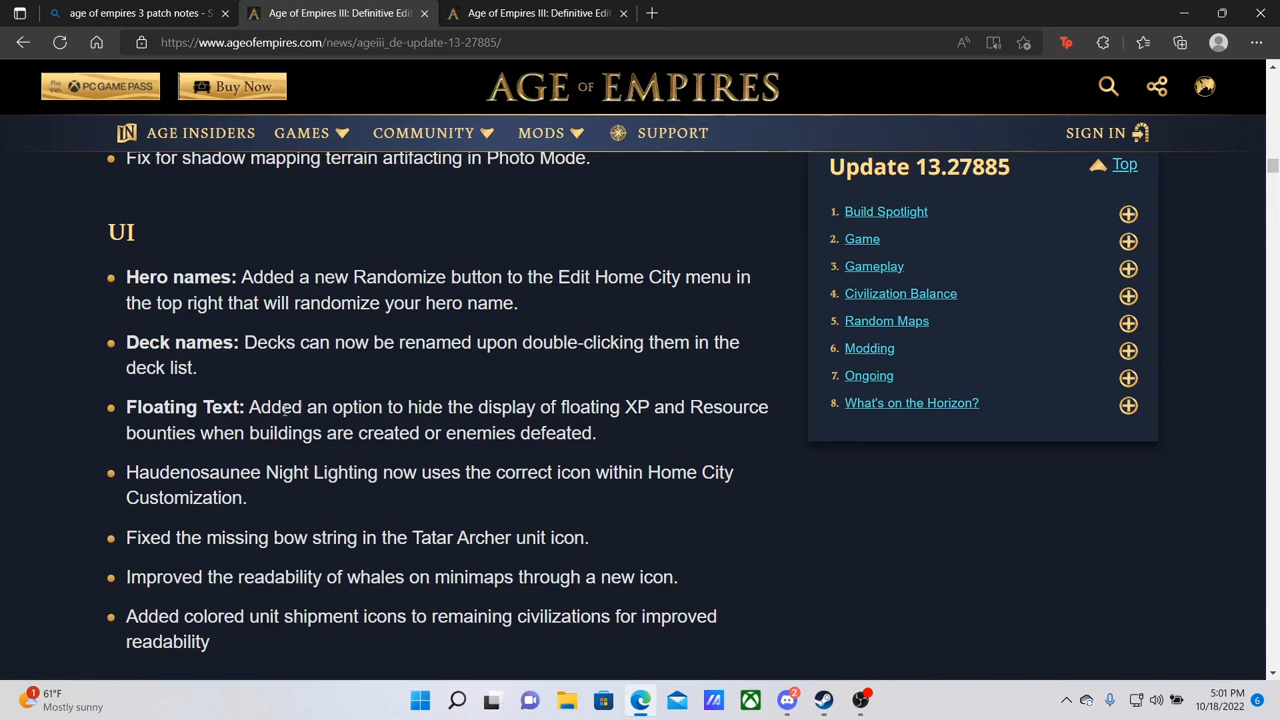 age of empires 3 patch notes - S
Age of Empires III: Definitive Edit
Age of Empires III: Definitive Edit
https://www.ageofempires.com/news/ageiii_de-update-13-27885/
PC GAME PASS
Buy Now
AGE OF EMPIRES
AGE INSIDERS
GAMES
COMMUNITY
MODS
SUPPORT
SIGN IN
Fix for shadow mapping terrain artifacting in Photo Mode.
UI
Hero names: Added a new Randomize button to the Edit Home City menu in
the top right that will randomize your hero name.
Deck names: Decks can now be renamed upon double-clicking them in the
deck list.
Floating Text: Added an option to hide the display of floating XP and Resource
bounties when buildings are created or enemies defeated.
Haudenosaunee Night Lighting now uses the correct icon within Home City
Customization.
Fixed the missing bow string in the Tatar Archer unit icon.
Improved the readability of whales on minimaps through a new icon.
Added colored unit shipment icons to remaining civilizations for improved
readability
Update 13.27885
Top
1. Build Spotlight
2. Game
3. Gameplay
4. Civilization Balance
5. Random Maps
6. Modding
7. Ongoing
8. What's on the Horizon?
1
61°F
Mostly sunny
2
5:01 PM
10/18/2022
6